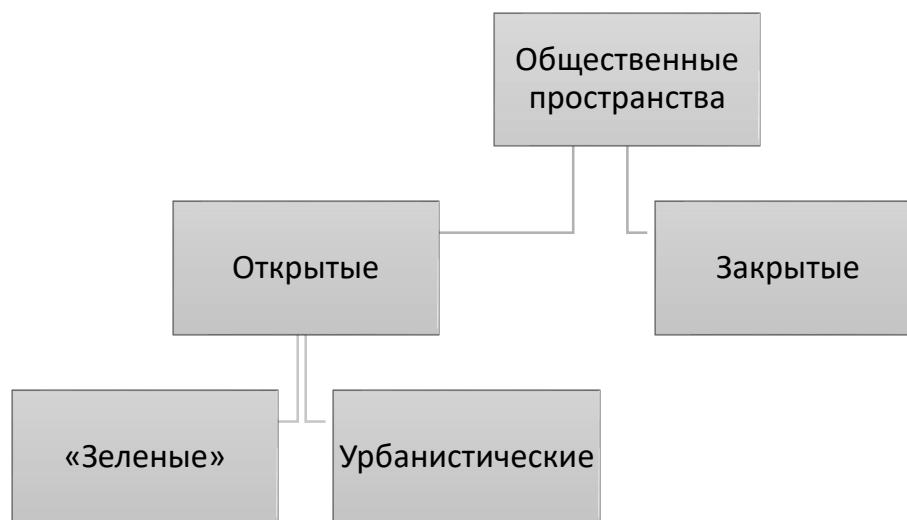 Общественные
пространства
Открытые
Закрытые
«Зеленые»
Урбанистические